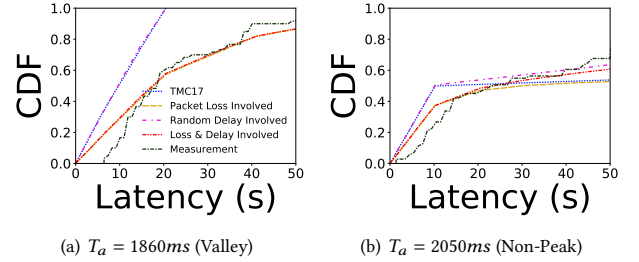 1.0
0.8
0.6
0.4
0.2
0.0
CDF
TMC17
Packet Loss Involved
Random Delay Involved
Loss & Delay Involved
Measurement
0 10 20 30 40 50
Latency (s)
(a) Tₐ = 1860ms (Valley)
1.0
0.8
0.6
0.4
0.2
0.0
CDF
0 10 20 30 40 50
Latency (s)
(b) Tₐ = 2050ms (Non-Peak)